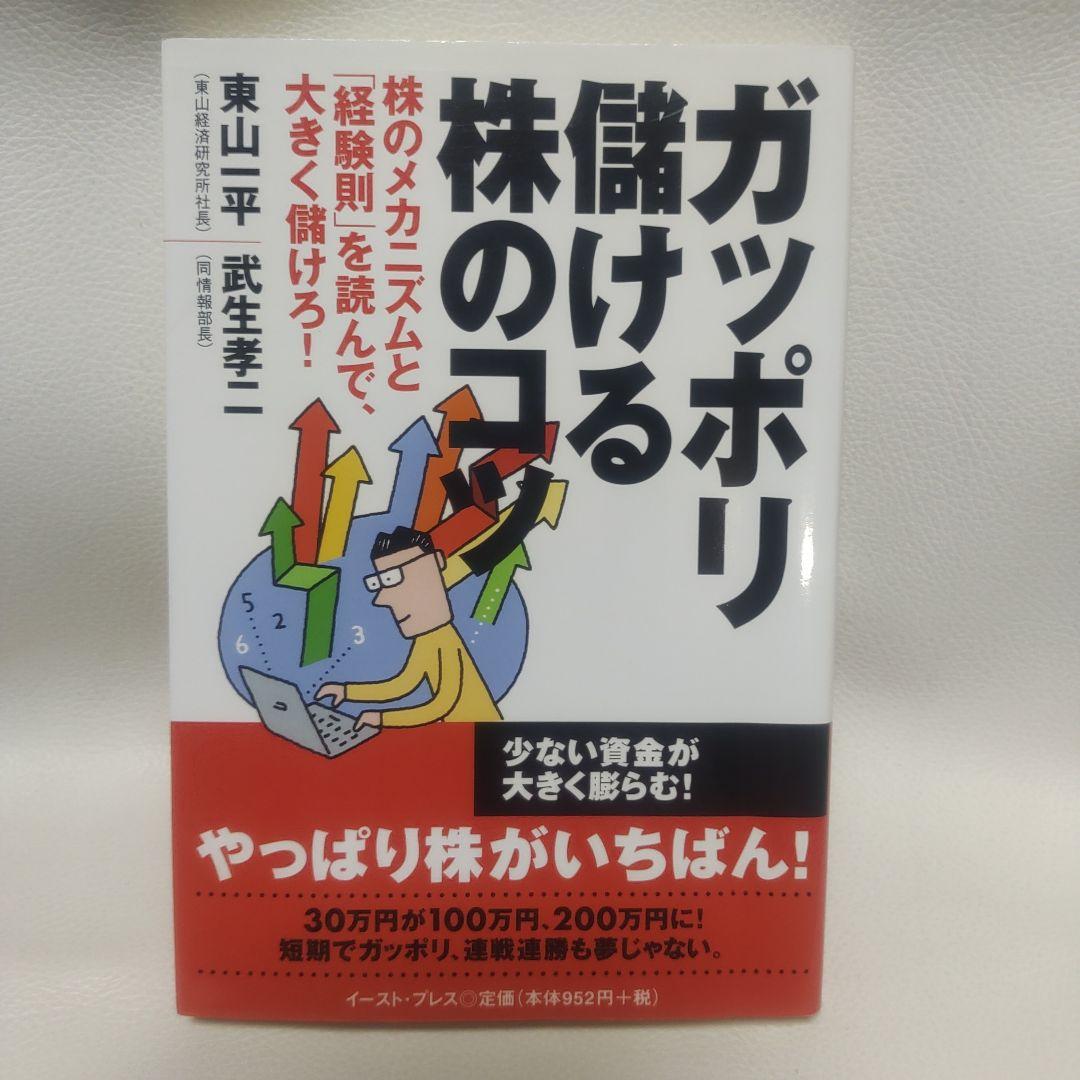 ガッポリ
儲ける
株のコツ
株のメカニズムと
「経験則」を読んで、
大きく儲けろ！
東山一平
（東山経済研究所社長）
武生孝二
（同情報部長）
5
2
6
3
少ない資金が
大きく膨らむ！
やっぱり株がいちばん！
30万円が100万円、200万円に！
短期でガッポリ、連戦連勝も夢じゃない。
イースト・プレス◎定価（本体952円＋税）